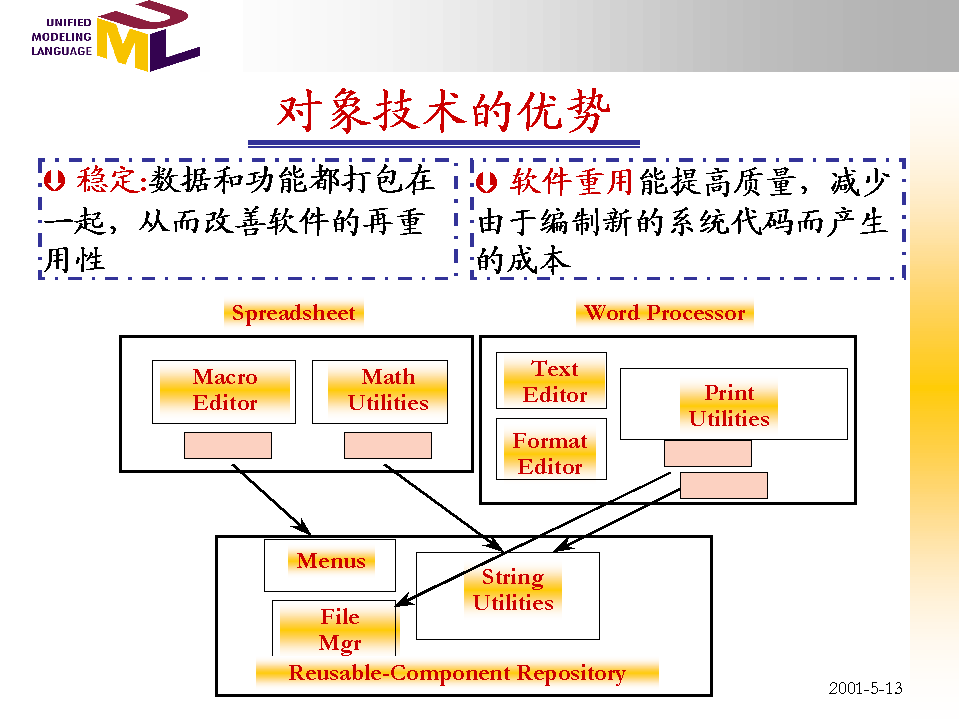 UNIFIED
MODELING
LANGUAGE
UML
对象技术的优势
稳定:数据和功能都打包在
一起，从而改善软件的再重
用性
软件重用能提高质量，减少
由于编制新的系统代码而产生
的成本
Spreadsheet
Word Processor
Macro
Editor
Math
Utilities
Text
Editor
Format
Editor
Print
Utilities
Menus
String
Utilities
File
Mgr
Reusable-Component Repository
2001-5-13